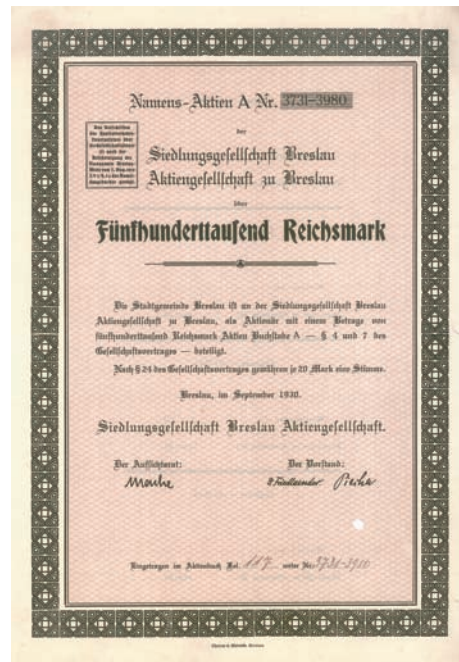 Namens-Aktien A Nr. 3731-3980
der
Siedlungsgesellschaft Breslau
Aktiengesellschaft zu Breslau
über
Fünfhunderttausend Reichsmark
Die Stadtgemeinde Breslau ist an der Siedlungsgesellschaft Breslau
Aktiengesellschaft zu Breslau, als Aktionär mit einem Betrage von
fünfhunderttausend Reichsmark Aktien Buchstabe A — § 4 und 7 des
Gesellschaftsvertrages — beteiligt.
Nach § 24 des Gesellschaftsvertrages gewähren je 20 Mark eine Stimme.
Breslau, im September 1930.
Siedlungsgesellschaft Breslau Aktiengesellschaft.
Der Aufsichtsrat: Der Vorstand:
Eingetragen im Aktienbuch Fol. 117 unter Nr: 3731-3980